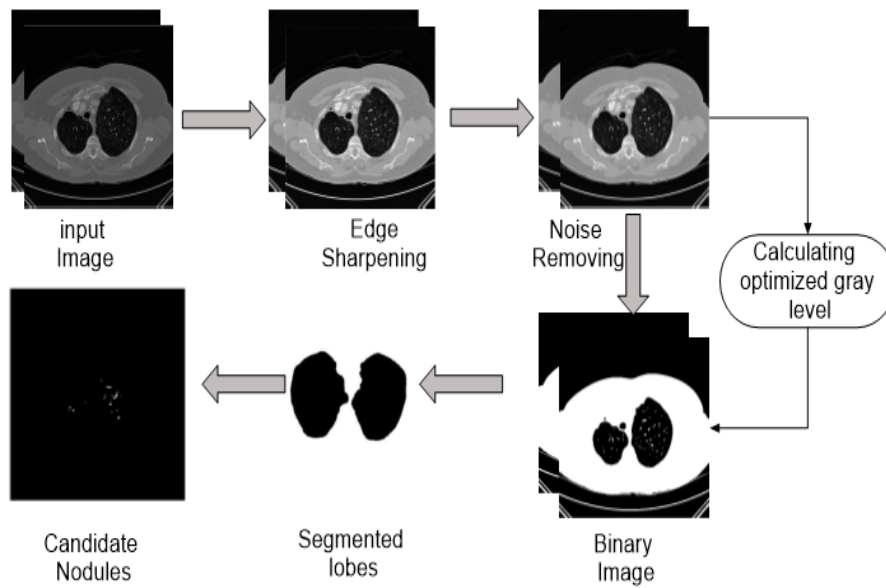 input
Image
Edge
Sharpening
Noise
Removing
Calculating
optimized gray
level
Candidate
Nodules
Segmented
lobes
Binary
Image